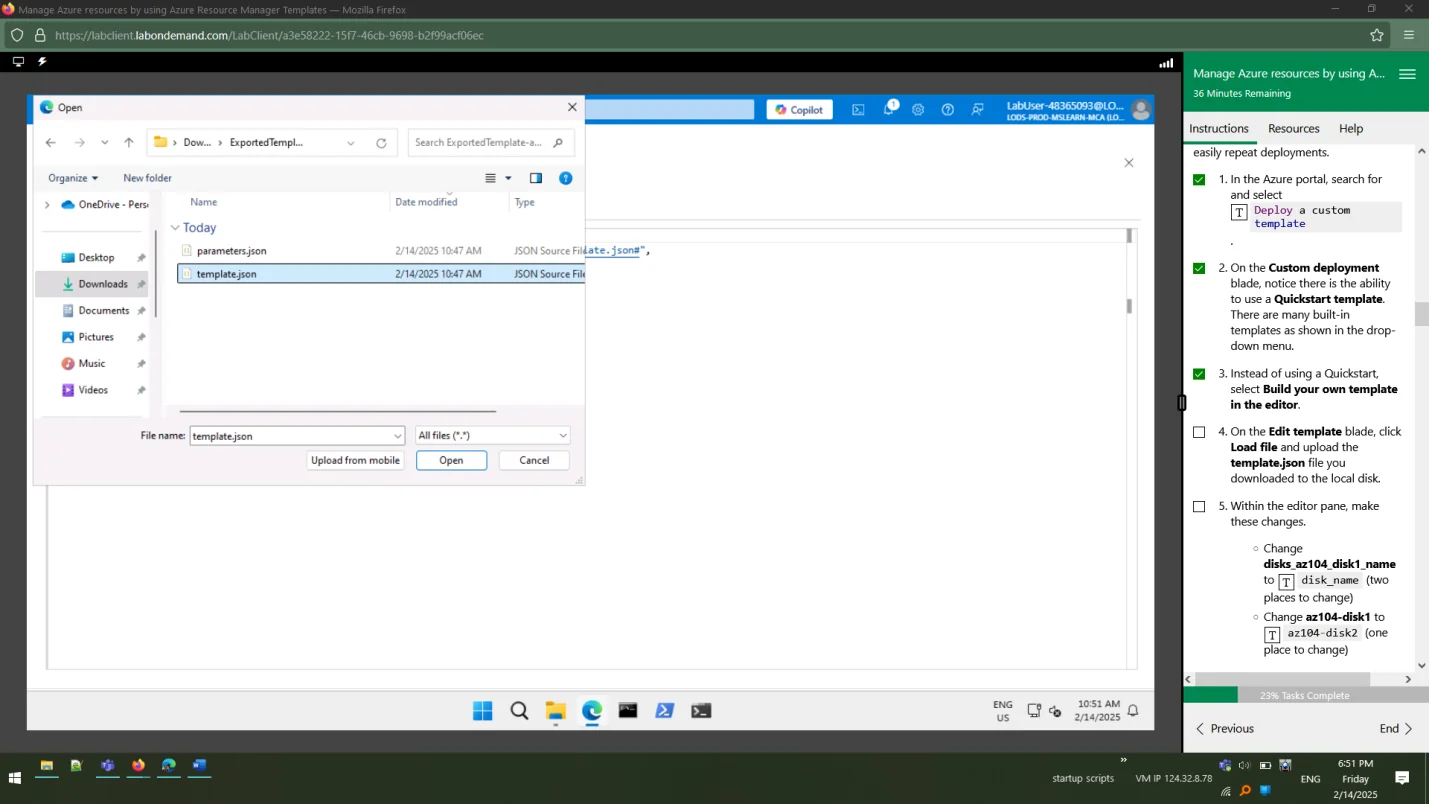 Manage Azure resources by using Azure Resource Manager Templates — Mozilla Firefox
https://labclient.labondemand.com/LabClient/a3e58222-15f7-46cb-9698-b2f99acf06ec
Open
Dow...
ExportedTempl...
Search ExportedTemplate-a...
Organize
New folder
OneDrive - Pers
Desktop
Downloads
Documents
Pictures
Music
Videos
Name
Date modified
Type
Today
parameters.json
2/14/2025 10:47 AM
JSON Source File
template.json
2/14/2025 10:47 AM
JSON Source File
File name:
template.json
All files (*.*)
Upload from mobile
Open
Cancel
Copilot
1
LabUser-48365093@LO...
LODS-PROD-MSLEARN-MCA (LO...
late.json#",
ENG
US
10:51 AM
2/14/2025
Manage Azure resources by using A...
36 Minutes Remaining
Instructions
Resources
Help
easily repeat deployments.
1. In the Azure portal, search for
and select
T Deploy a custom
template
.
2. On the Custom deployment
blade, notice there is the ability
to use a Quickstart template.
There are many built-in
templates as shown in the drop-
down menu.
3. Instead of using a Quickstart,
select Build your own template
in the editor.
4. On the Edit template blade, click
Load file and upload the
template.json file you
downloaded to the local disk.
5. Within the editor pane, make
these changes.
Change
disks_az104_disk1_name
to T disk_name (two
places to change)
Change az104-disk1 to
T az104-disk2 (one
place to change)
23% Tasks Complete
Previous
End
startup scripts
VM IP 124.32.8.78
ENG
6:51 PM
Friday
2/14/2025